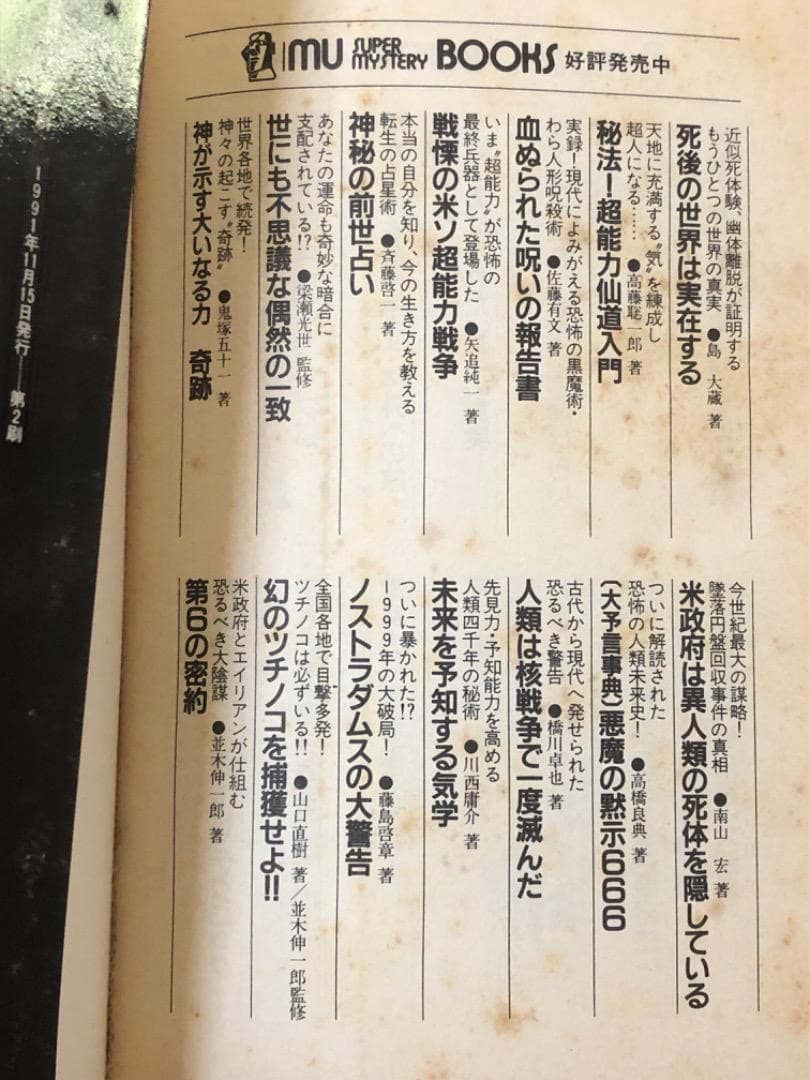 MU SUPER MYSTERY BOOKS 好評発売中
近似死体験、幽体離脱が証明する
もうひとつの世界の真実 ●島 大蔵 著
死後の世界は実在する
天地に充満する“気”を練成し
超人になる…… ●高藤聡一郎 著
秘法!超能力仙道入門
実録!現代によみがえる恐怖の黒魔術・
わら人形呪殺術 ●佐藤有文 著
血ぬられた呪いの報告書
いま“超能力”が恐怖の
最終兵器として登場した ●矢追純一 著
戦慄の米ソ超能力戦争
本当の自分を知り、今の生き方を教える
転生の占星術 ●斉藤啓一 著
神秘の前世占い
あなたの運命も奇妙な暗合に
支配されている!? ●梁瀬光世 監修
世にも不思議な偶然の一致
世界各地で続発!
神々の起こす“奇跡” ●鬼塚五十一 著
神が示す大いなる力 奇跡
今世紀最大の謀略!
墜落円盤回収事件の真相 ●南山 宏 著
米政府は異人類の死体を隠している
ついに解読された
恐怖の人類未来史! ●高橋良典 著
〔大予言事典〕悪魔の黙示666
古代から現代へ発せられた
恐るべき警告 ●橋川卓也 著
人類は核戦争で一度滅んだ
先見力・予知能力を高める
人類四千年の秘術 ●川西庸介 著
未来を予知する気学
ついに暴かれた!?
1999年の大破局! ●藤島啓章 著
ノストラダムスの大警告
全国各地で目撃多発!
ツチノコは必ずいる!! ●山口直樹 著/並木伸一郎監修
幻のツチノコを捕獲せよ!!
米政府とエイリアンが仕組む
恐るべき大陰謀 ●並木伸一郎 著
第6の密約
1991年11月15日発行——第2刷